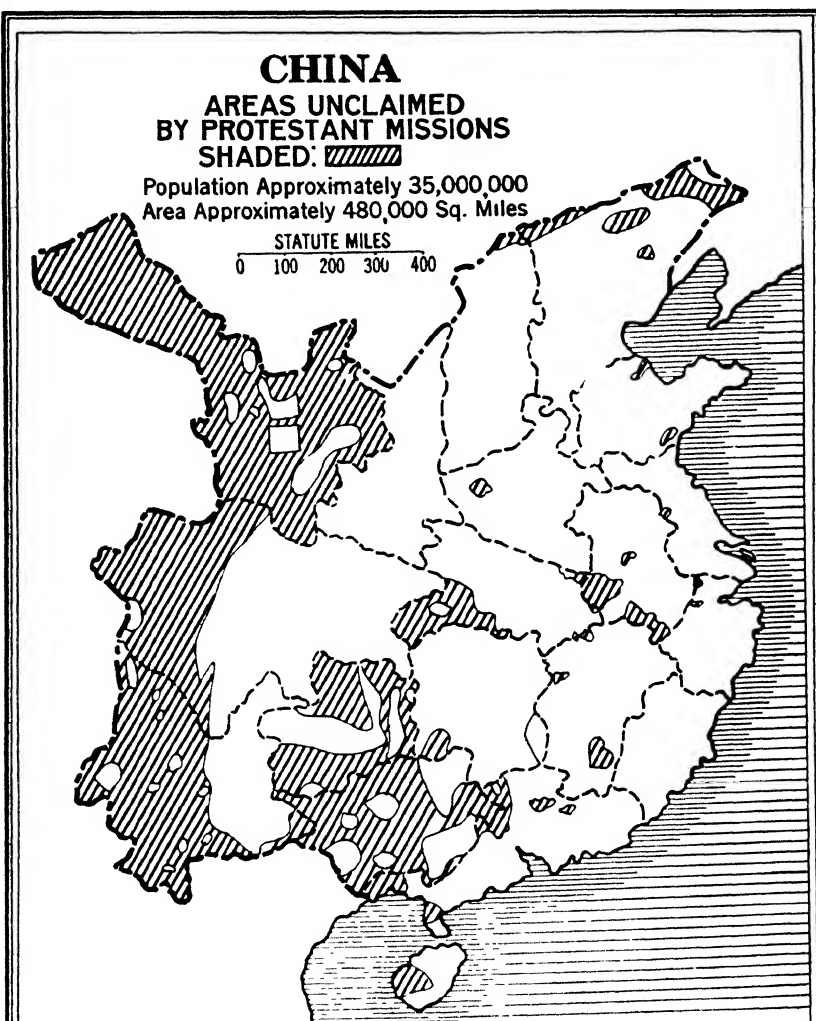 CHINA
AREAS UNCLAIMED
BY PROTESTANT MISSIONS
SHADED:
Population Approximately 35,000,000
Area Approximately 480,000 Sq. Miles
STATUTE MILES
0 100 200 300 400